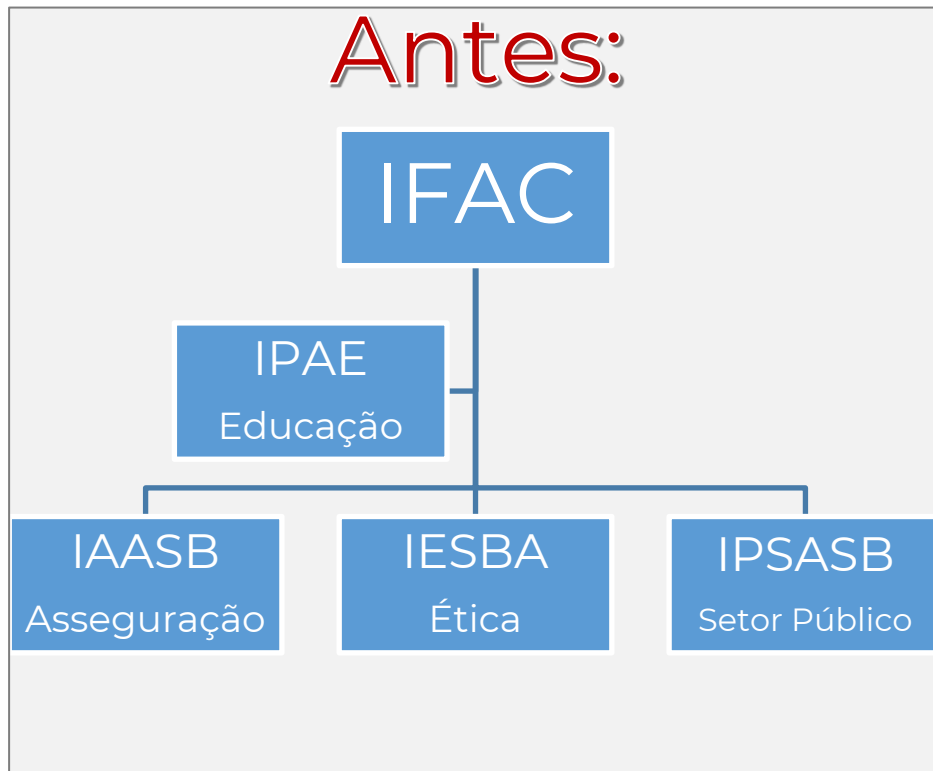 Antes:
IFAC
IPAE
Educação
IAASB
Asseguração
IESBA
Ética
IPSASB
Setor Público